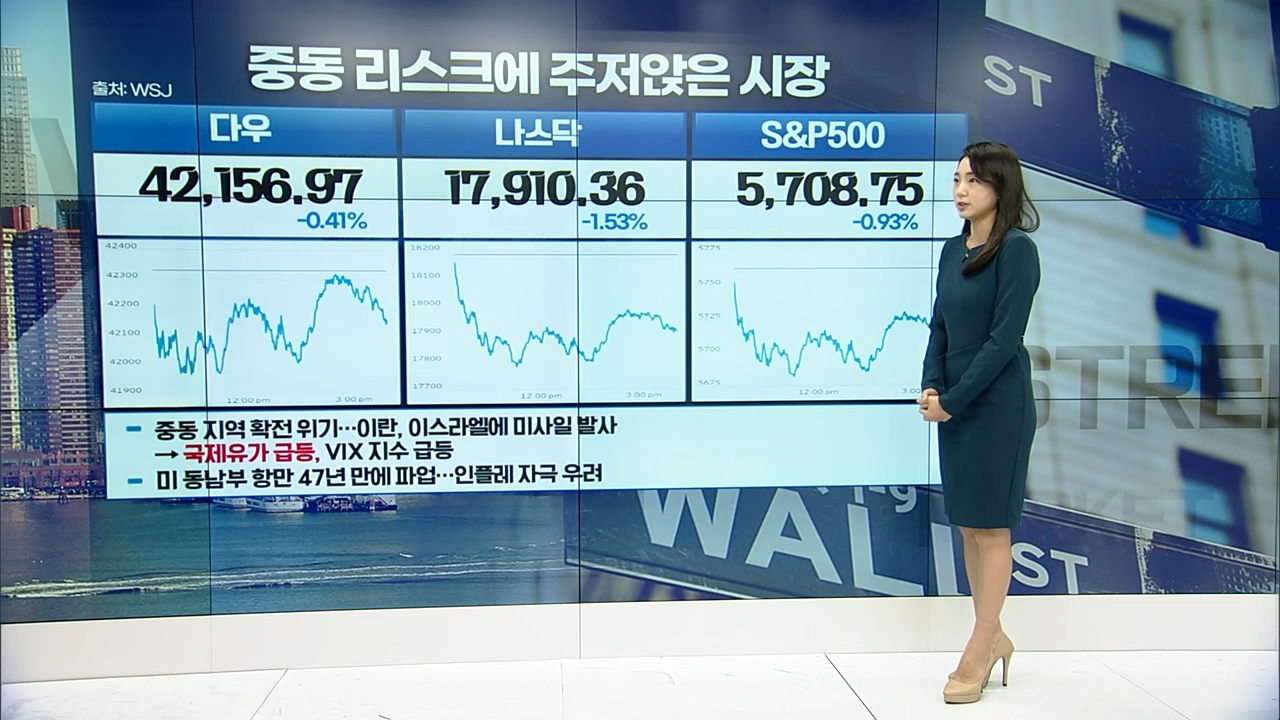 중동 리스크에 주저앉은 시장
출처: WSJ
다우
42,156.97
-0.41%
나스닥
17,910.36
-1.53%
S&P500
5,708.75
-0.93%
42400
42300
42200
42100
42000
41900
12:00 pm
3:00 pm
18200
18100
18000
17900
17800
17700
12:00 pm
3:00 pm
5775
5750
5725
5700
5675
12:00 pm
3:00
중동 지역 확전 위기…이란, 이스라엘에 미사일 발사
→ 국제유가 급등, VIX 지수 급등
미 동남부 항만 47년 만에 파업…인플레 자극 우려
ST
STREE
1-9
WALL
ST